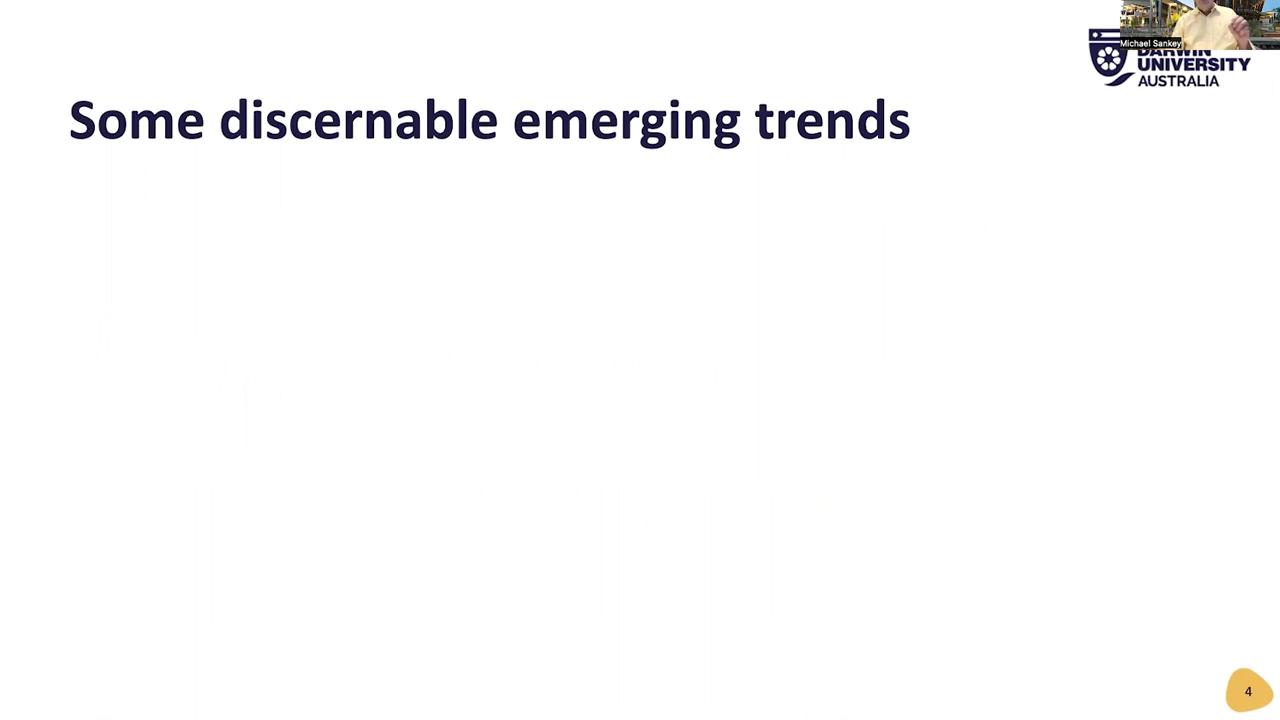 Michael Sankey
DARWIN
UNIVERSITY
AUSTRALIA
Some discernable emerging trends
4